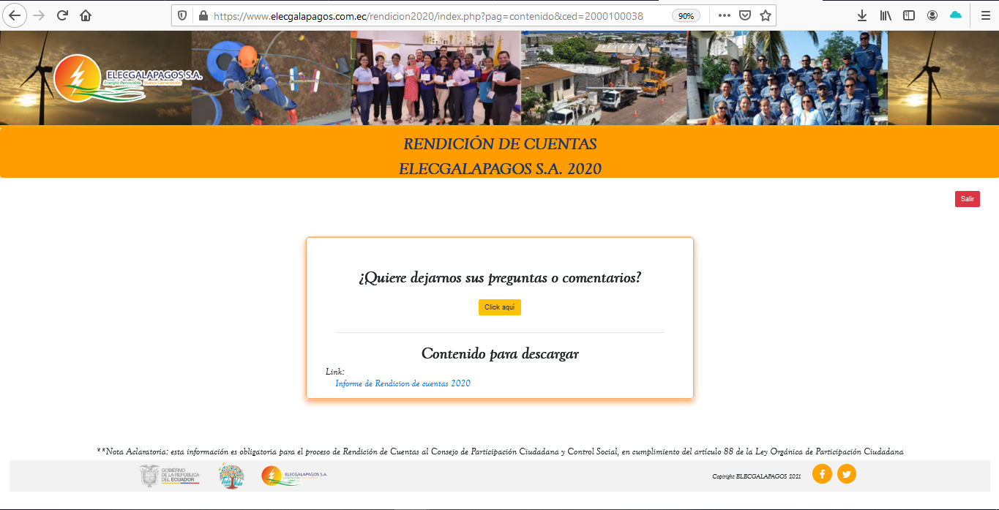 https://www.elecgalapagos.com.ec/rendicion2020/index.php?pag=contenido&ced=2000100038
90%
ELECGALAPAGOS S.A.
Energía Renovable Nueva Generación
RENDICIÓN DE CUENTAS
ELECGALAPAGOS S.A. 2020
Salir
¿Quiere dejarnos sus preguntas o comentarios?
Click aquí
Contenido para descargar
Link:
Informe de Rendicion de cuentas 2020
**Nota Aclaratoria: esta información es obligatoria para el proceso de Rendición de Cuentas al Consejo de Participación Ciudadana y Control Social, en cumplimiento del artículo 88 de la Ley Orgánica de Participación Ciudadana
GOBIERNO
DE LA REPÚBLICA
DEL ECUADOR
Toda una Vida
ELECGALAPAGOS S.A.
Copiright ELECGALAPAGOS 2021